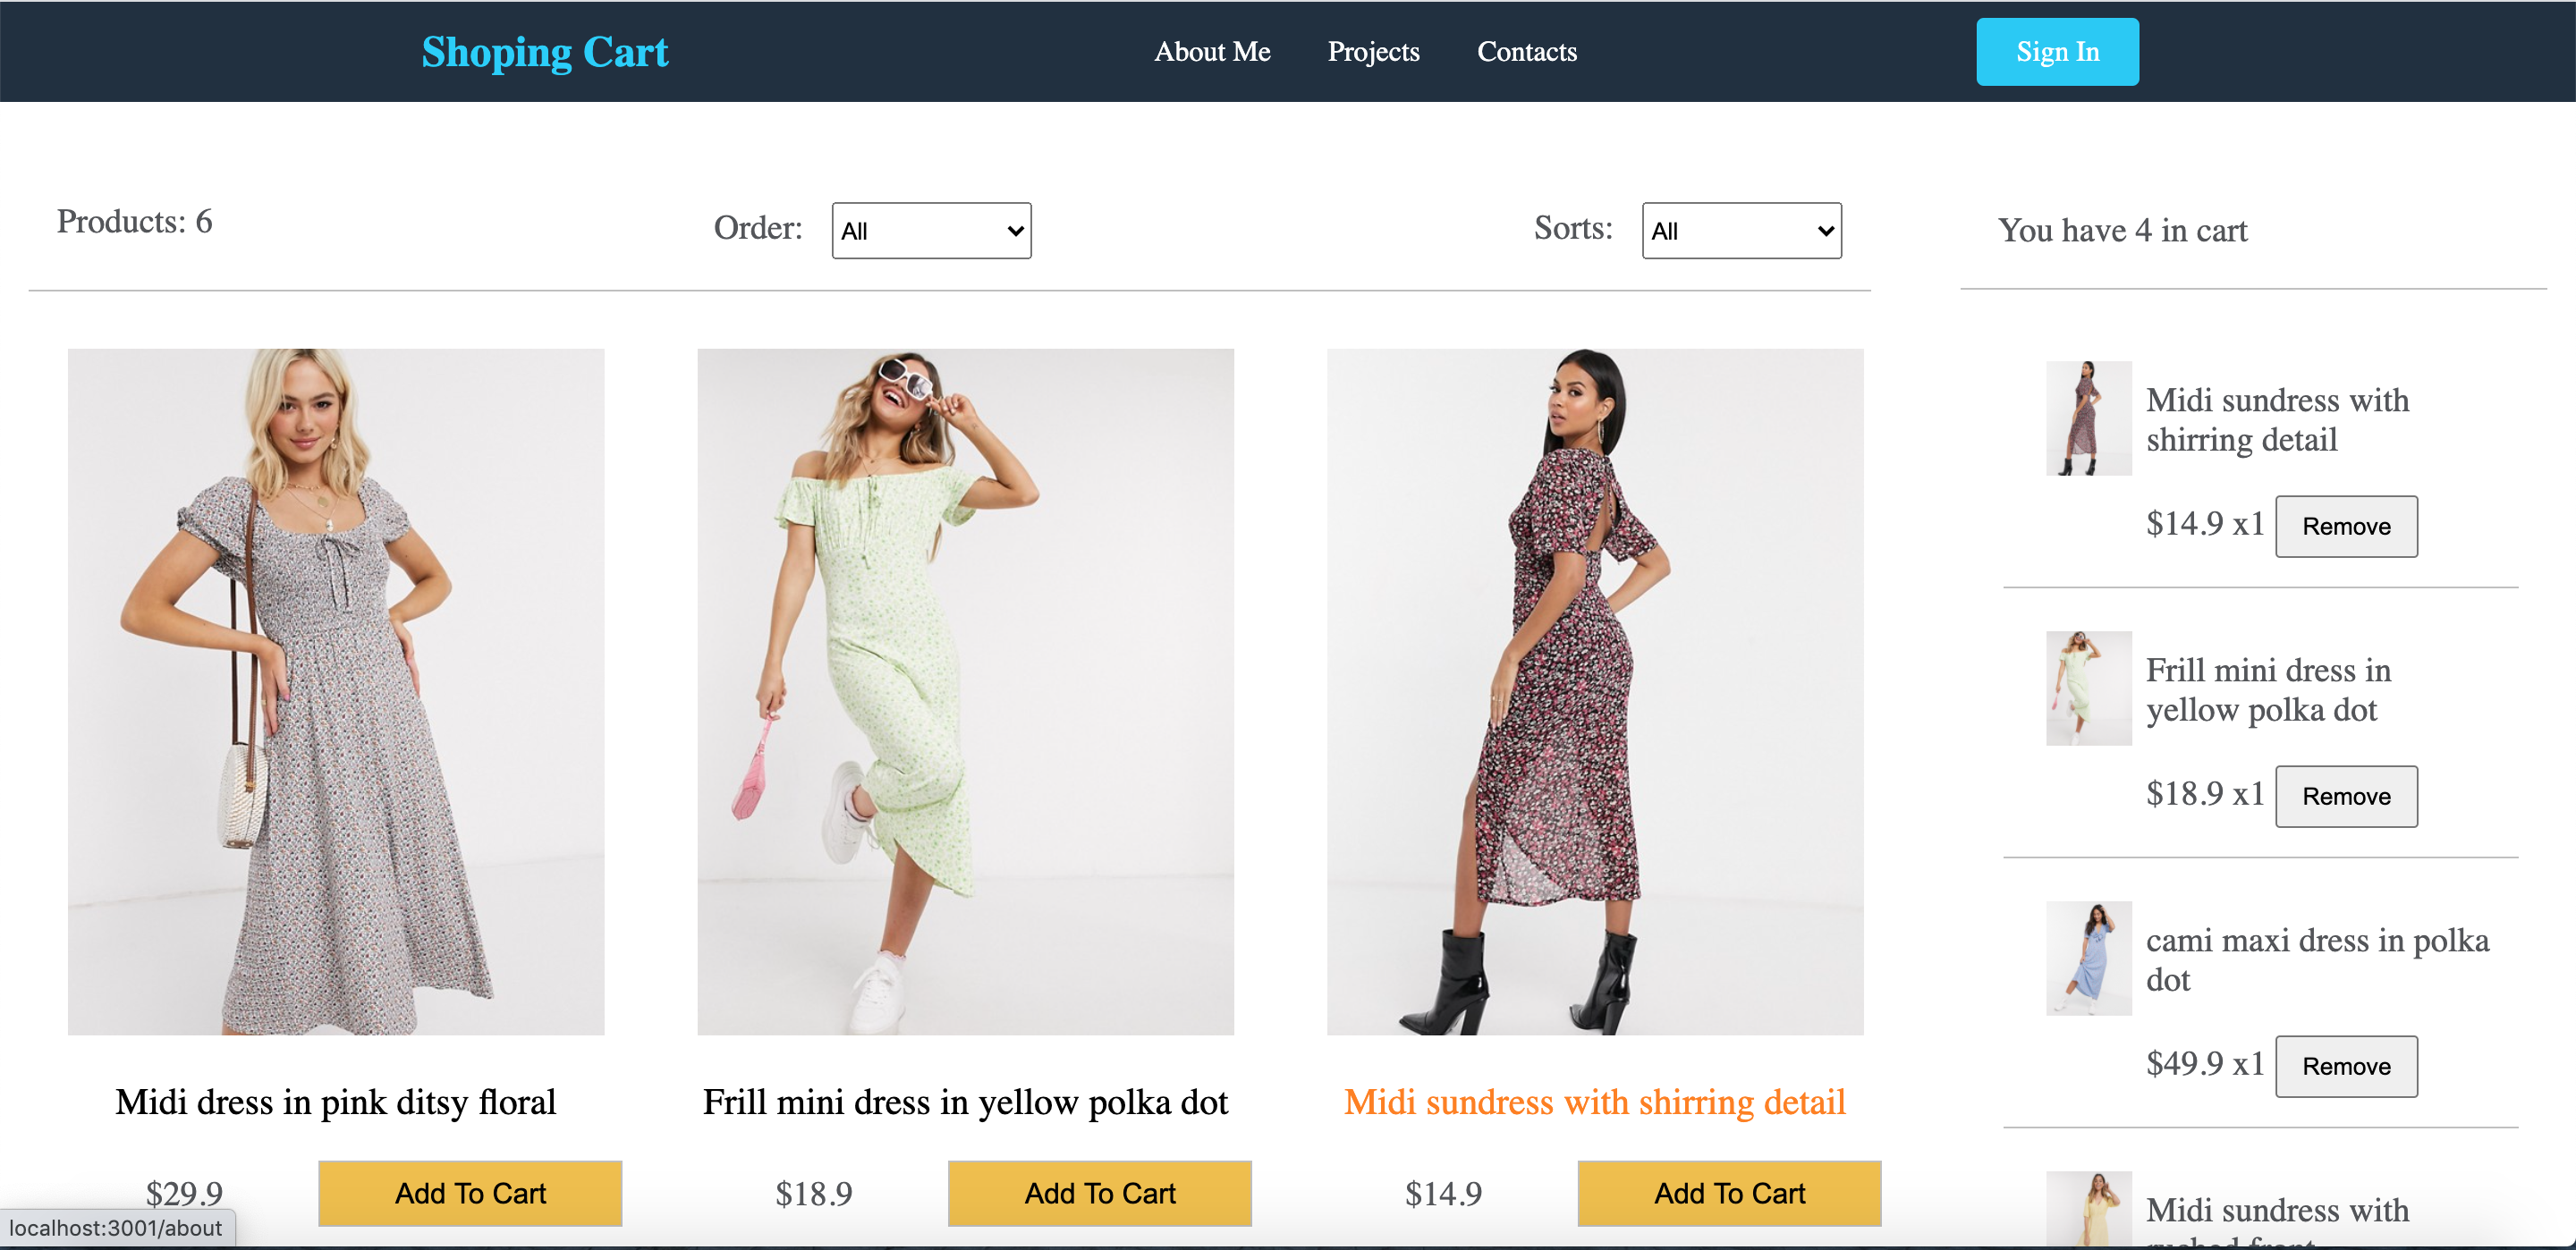 Shoping Cart
About Me Projects Contacts
Sign In
Products: 6
Order: All
Sorts: All
You have 4 in cart
Midi dress in pink ditsy floral
$29.9 Add To Cart
Frill mini dress in yellow polka dot
$18.9 Add To Cart
Midi sundress with shirring detail
$14.9 Add To Cart
Midi sundress with
shirring detail
$14.9 x1 Remove
Frill mini dress in
yellow polka dot
$18.9 x1 Remove
cami maxi dress in polka
dot
$49.9 x1 Remove
Midi sundress with
localhost:3001/about